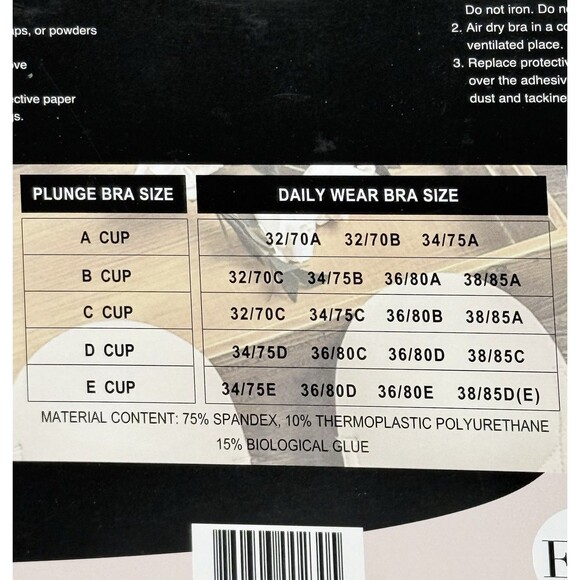 aps, or powders
ove
ective paper
gs.
Do not iron. Do n
2. Air dry bra in a co
ventilated place.
3. Replace protectiv
over the adhesiv
dust and tackine
PLUNGE BRA SIZE DAILY WEAR BRA SIZE
A CUP 32/70A 32/70B 34/75A
B CUP 32/70C 34/75B 36/80A 38/85A
C CUP 32/70C 34/75C 36/80B 38/85A
D CUP 34/75D 36/80C 36/80D 38/85C
E CUP 34/75E 36/80D 36/80E 38/85D(E)
MATERIAL CONTENT: 75% SPANDEX, 10% THERMOPLASTIC POLYURETHANE
15% BIOLOGICAL GLUE
E